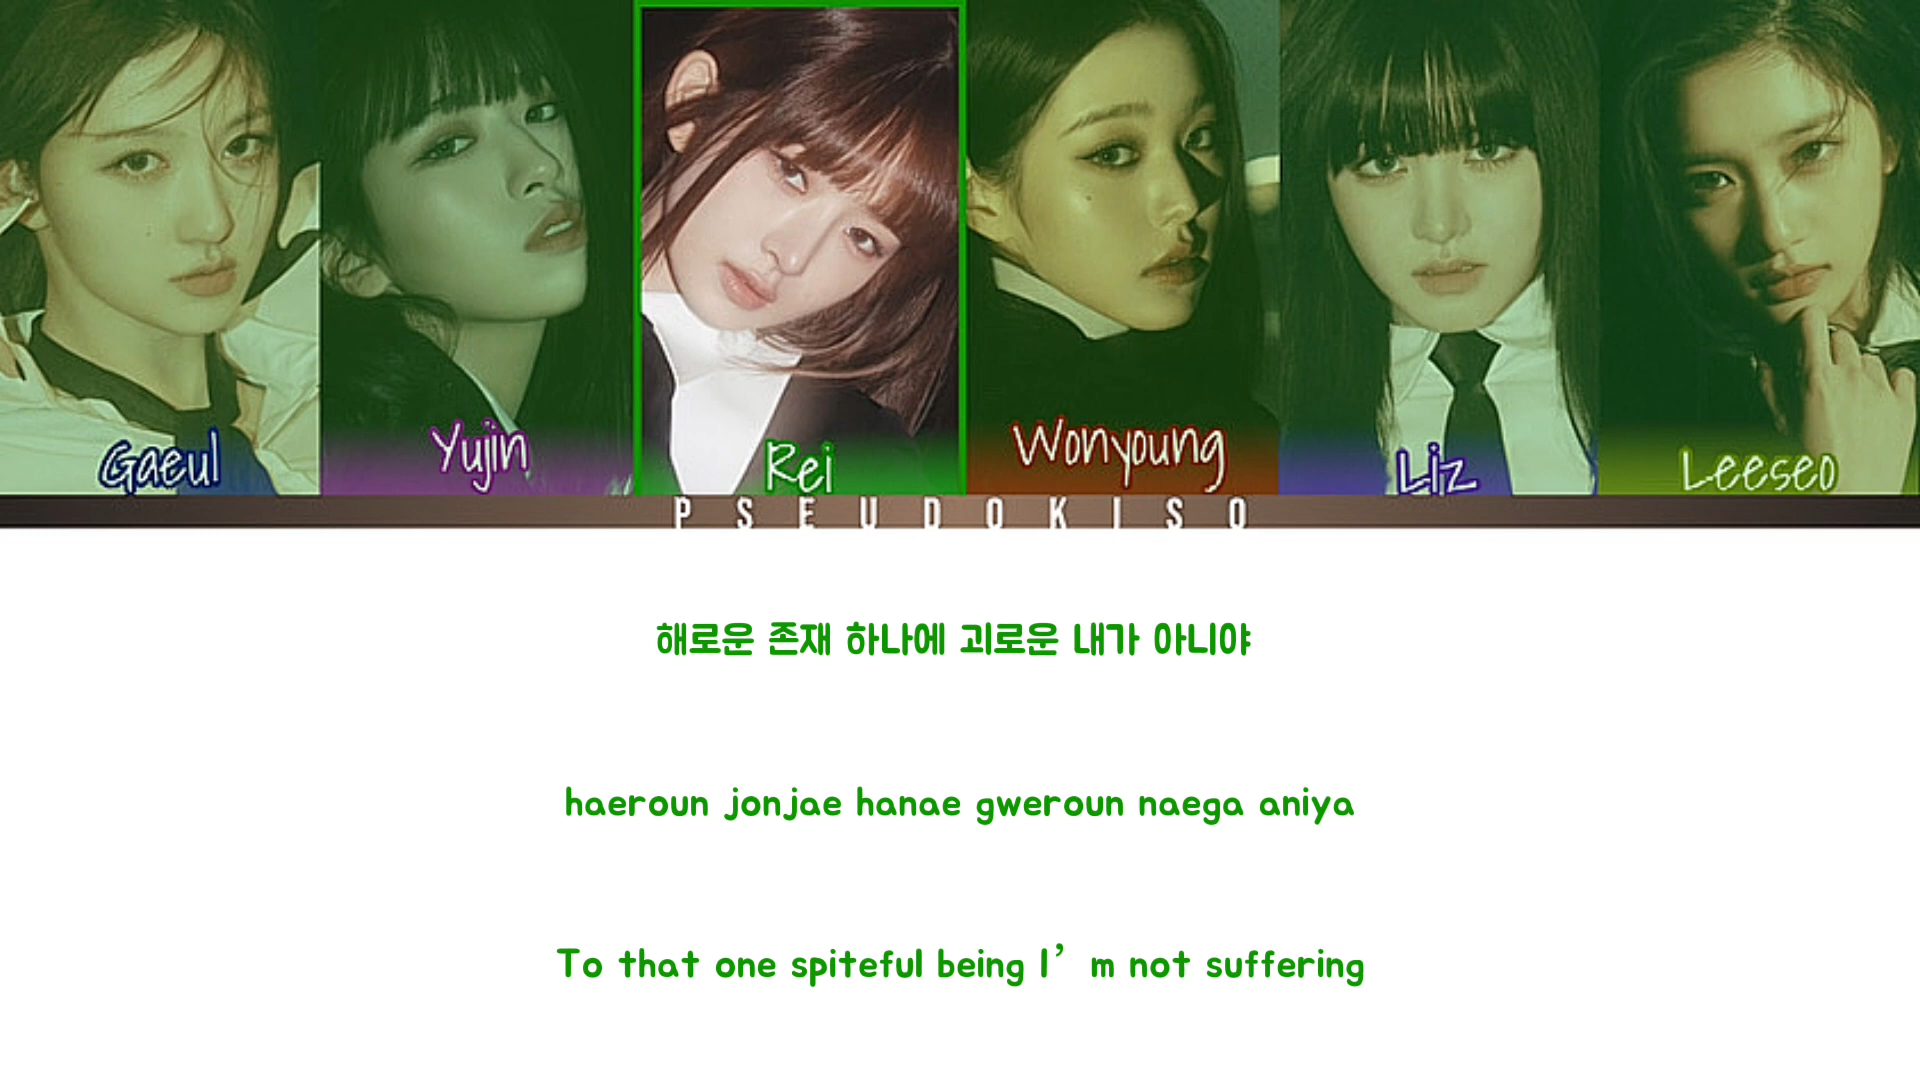 Gaeul Yujin Rei Wonyoung Liz Leeseo
PSEUDOKISO
해로운 존재 하나에 괴로운 내가 아니야
haeroun jonjae hanae gweroun naega aniya
To that one spiteful being I’m not suffering